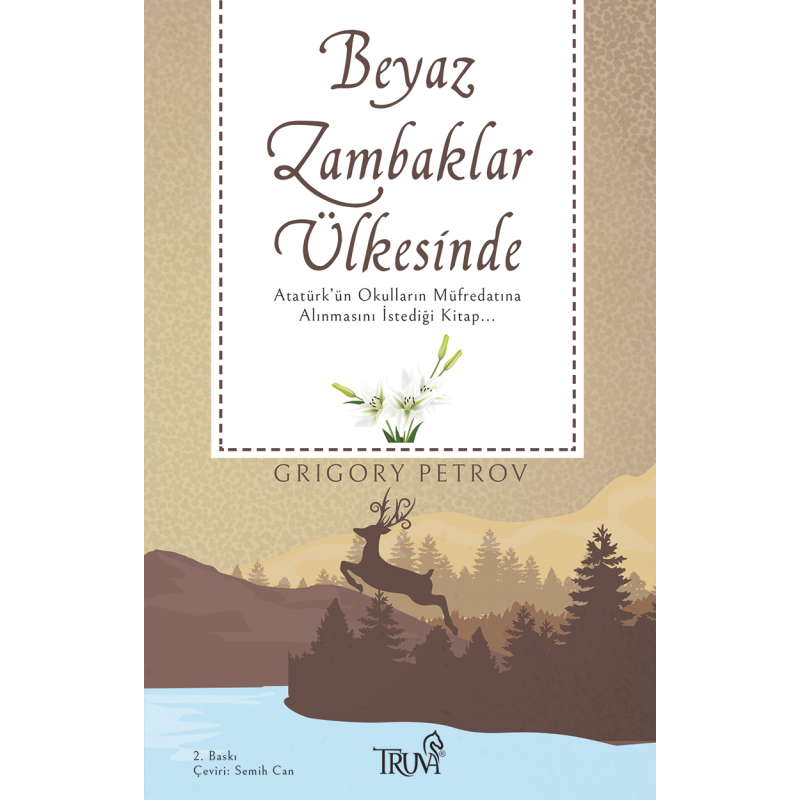 Beyaz
Zambaklar
Ülkesinde
Atatürk'ün Okulların Müfredatına
Alınmasını İstediği Kitap...
GRIGORY PETROV
2. Baskı
Çeviri: Semih Can
TRUVA®